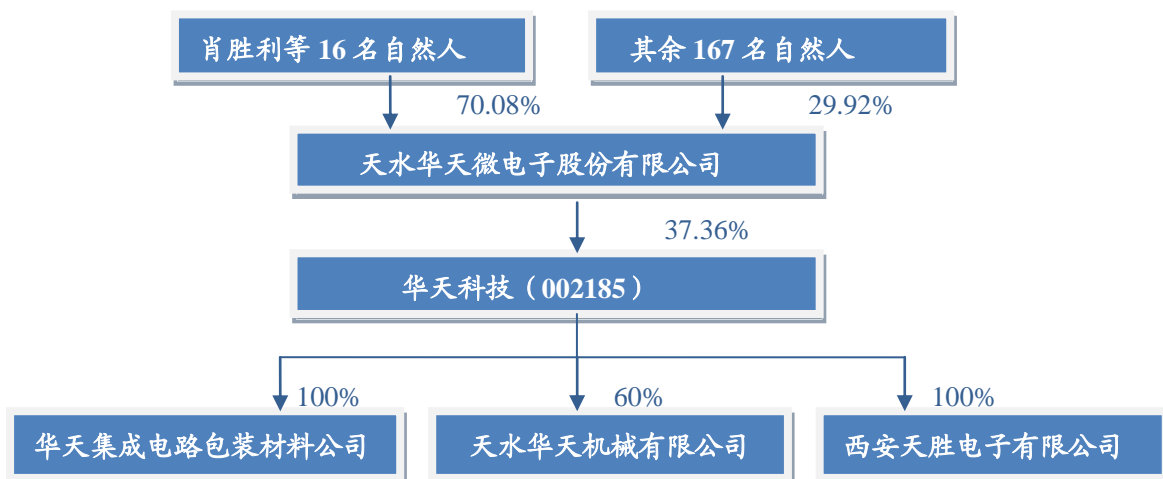 肖胜利等 16 名自然人
其余 167 名自然人
70.08%
29.92%
天水华天微电子股份有限公司
37.36%
华天科技（002185）
100%
60%
100%
华天集成电路包装材料公司
天水华天机械有限公司
西安天胜电子有限公司